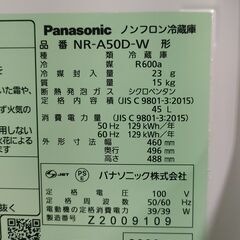 Panasonic ノンフロン冷蔵庫
品 番 NR-A50D-W 形
種 類 冷蔵庫
冷 媒 R600a
冷 媒 封 入 量 23 g
質 量 15 kg
断熱材発泡ガス シクロペンタン
定格内容積 (JIS C 9801-3:2015)
45 L
消 費 電 力 量 (JIS C 9801-3:2015)
50 Hz 129 kWh/年
60 Hz 129 kWh/年
外 形 寸 法 幅 460 mm
高さ 496 mm
奥行 488 mm
JET PS E パナソニック株式会社
定 格 電 圧 100 V
定 格 周 波 数 50/60 Hz
電動機の定格消費電力 39/39 W
製 造 番 号
Z 2009109